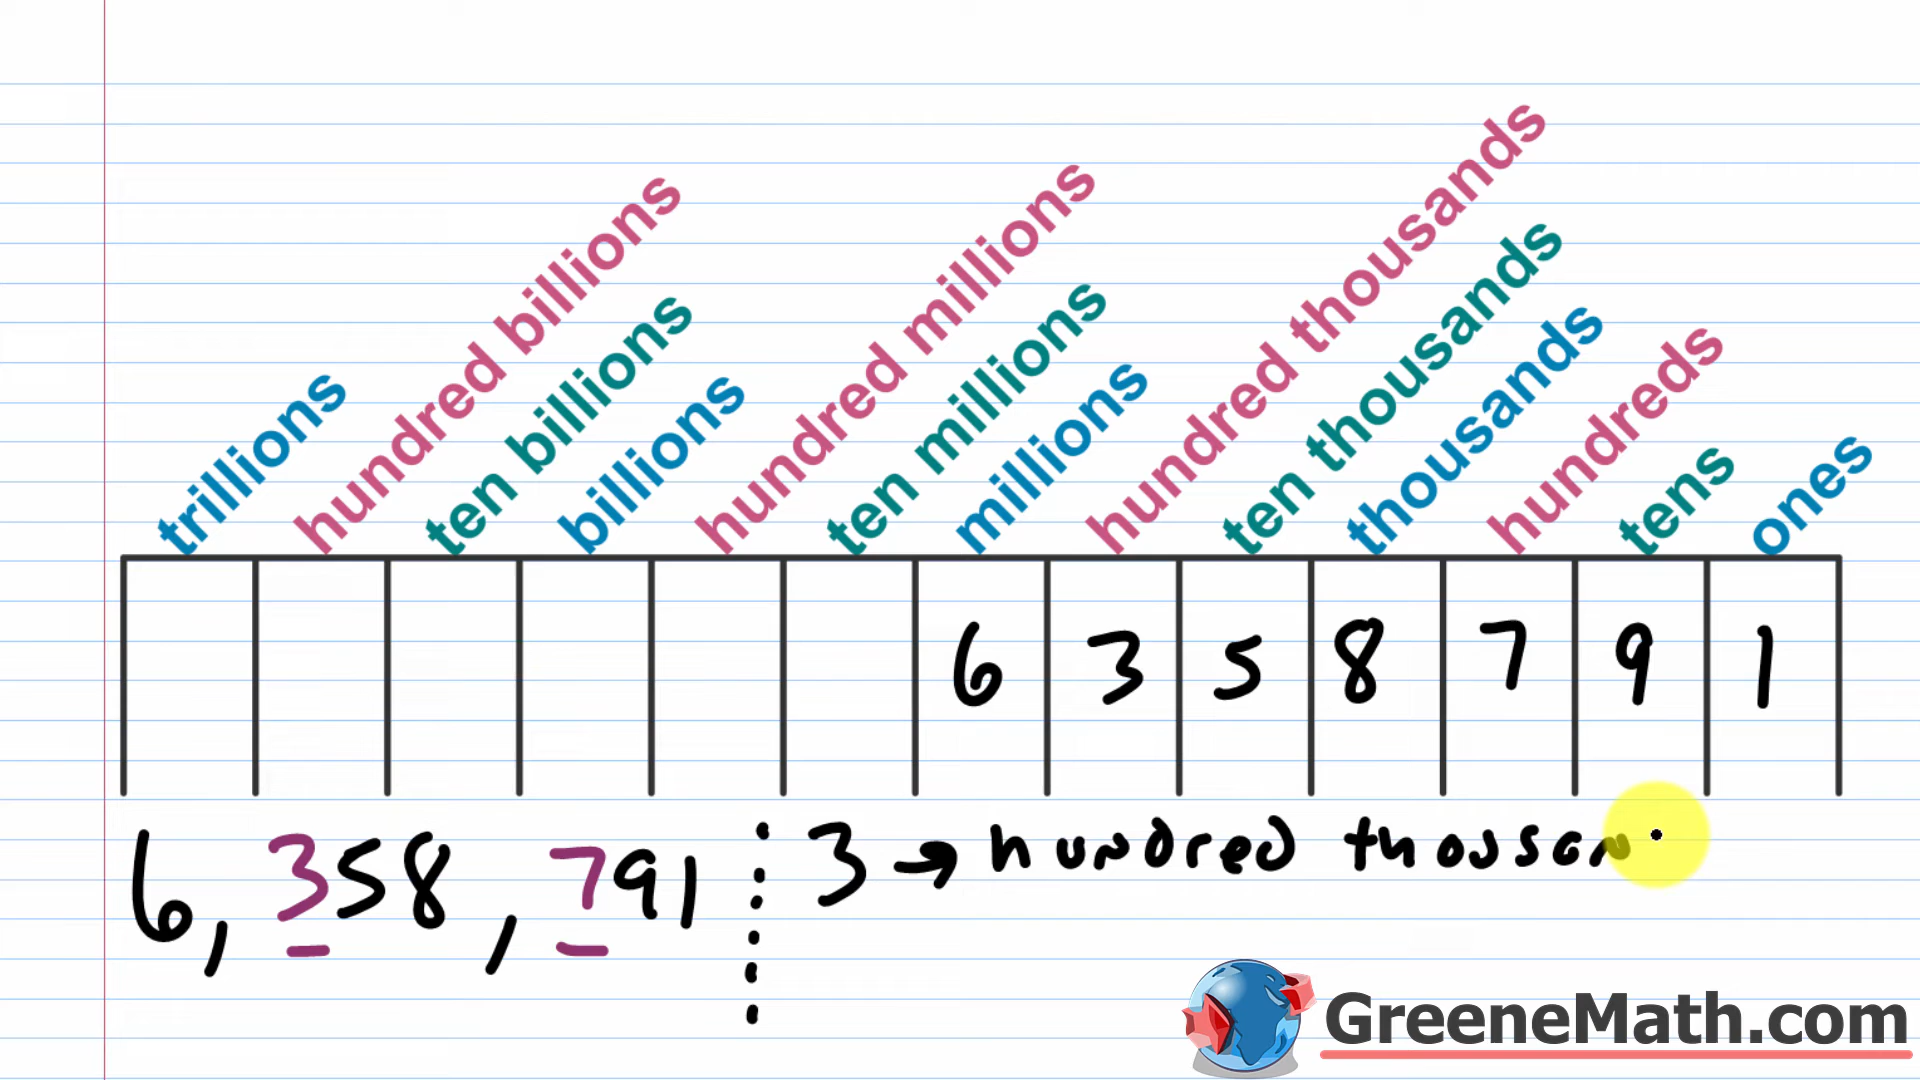 trillions
hundred billions
ten billions
billions
hundred millions
ten millions
millions
hundred thousands
ten thousands
thousands
hundreds
tens
ones
6 3 5 8 7 9 1
6,358,791 3 → hundred thousan
GreeneMath.com